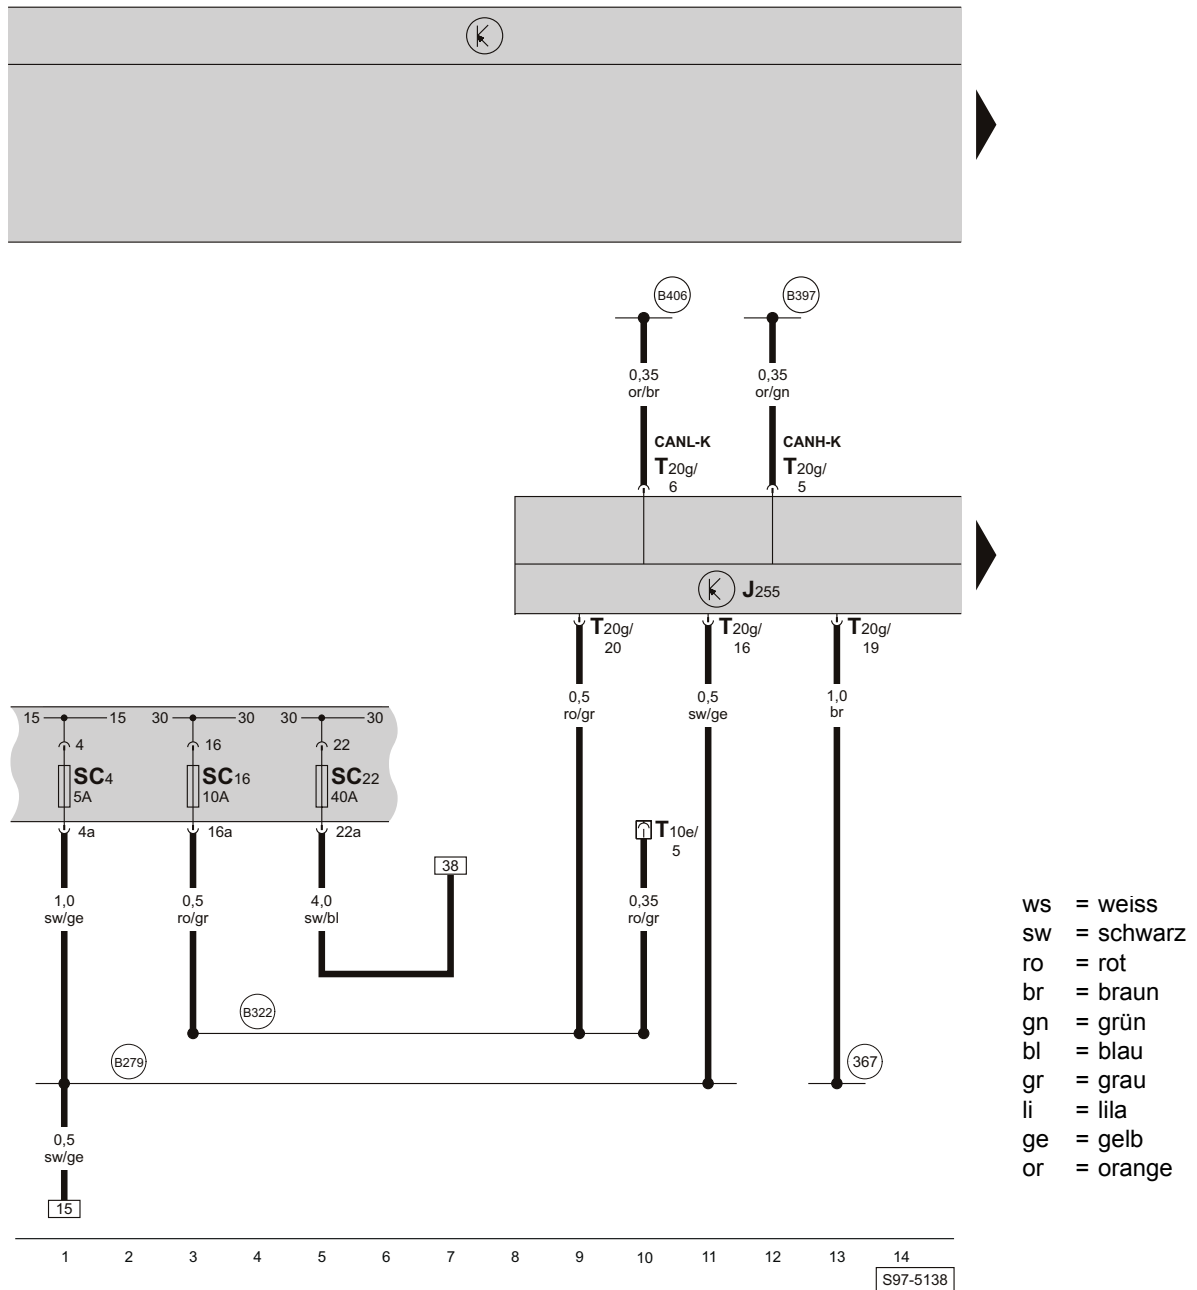 B406
B397
0,35
or/br
0,35
or/gn
CANL-K
T20g/
6
CANH-K
T20g/
5
J255
T20g/
20
T20g/
16
T20g/
19
0,5
ro/gr
0,5
sw/ge
1,0
br
15 15 30 30 30 30
4 16 22
SC4
5A
SC16
10A
SC22
40A
4a 16a 22a
T10e/
5
38
1,0
sw/ge
0,5
ro/gr
4,0
sw/bl
0,35
ro/gr
B322
B279
367
0,5
sw/ge
15
1 2 3 4 5 6 7 8 9 10 11 12 13 14
S97-5138
ws = weiss
sw = schwarz
ro = rot
br = braun
gn = grün
bl = blau
gr = grau
li = lila
ge = gelb
or = orange